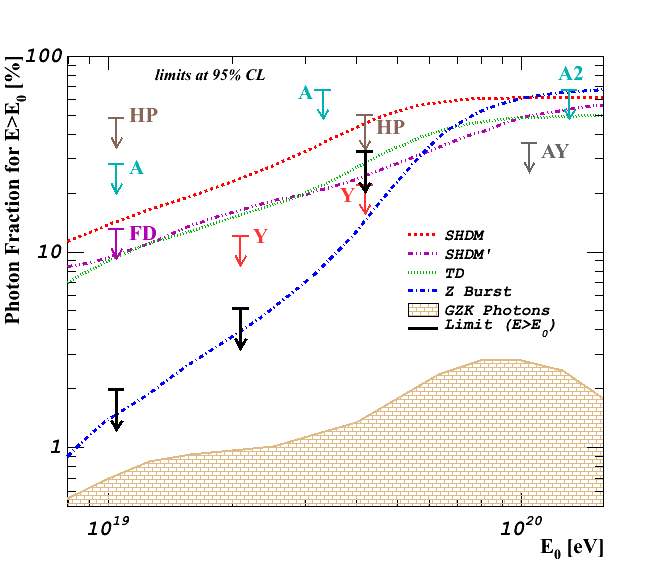 Photon Fraction for E>E0 [%]
100
10
1
limits at 95% CL
HP
A
FD
A
Y
HP
Y
A2
AY
SHDM
SHDM'
TD
Z Burst
GZK Photons
Limit (E>E0)
10^19
10^20
E0 [eV]